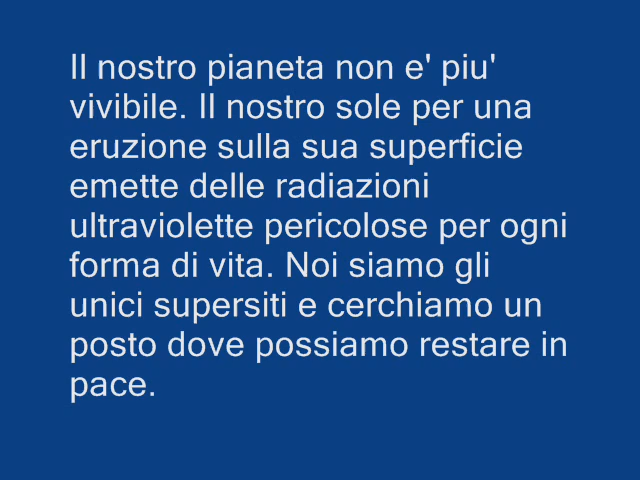 Il nostro pianeta non e' piu'
vivibile. Il nostro sole per una
eruzione sulla sua superficie
emette delle radiazioni
ultraviolette pericolose per ogni
forma di vita. Noi siamo gli
unici supersiti e cerchiamo un
posto dove possiamo restare in
pace.